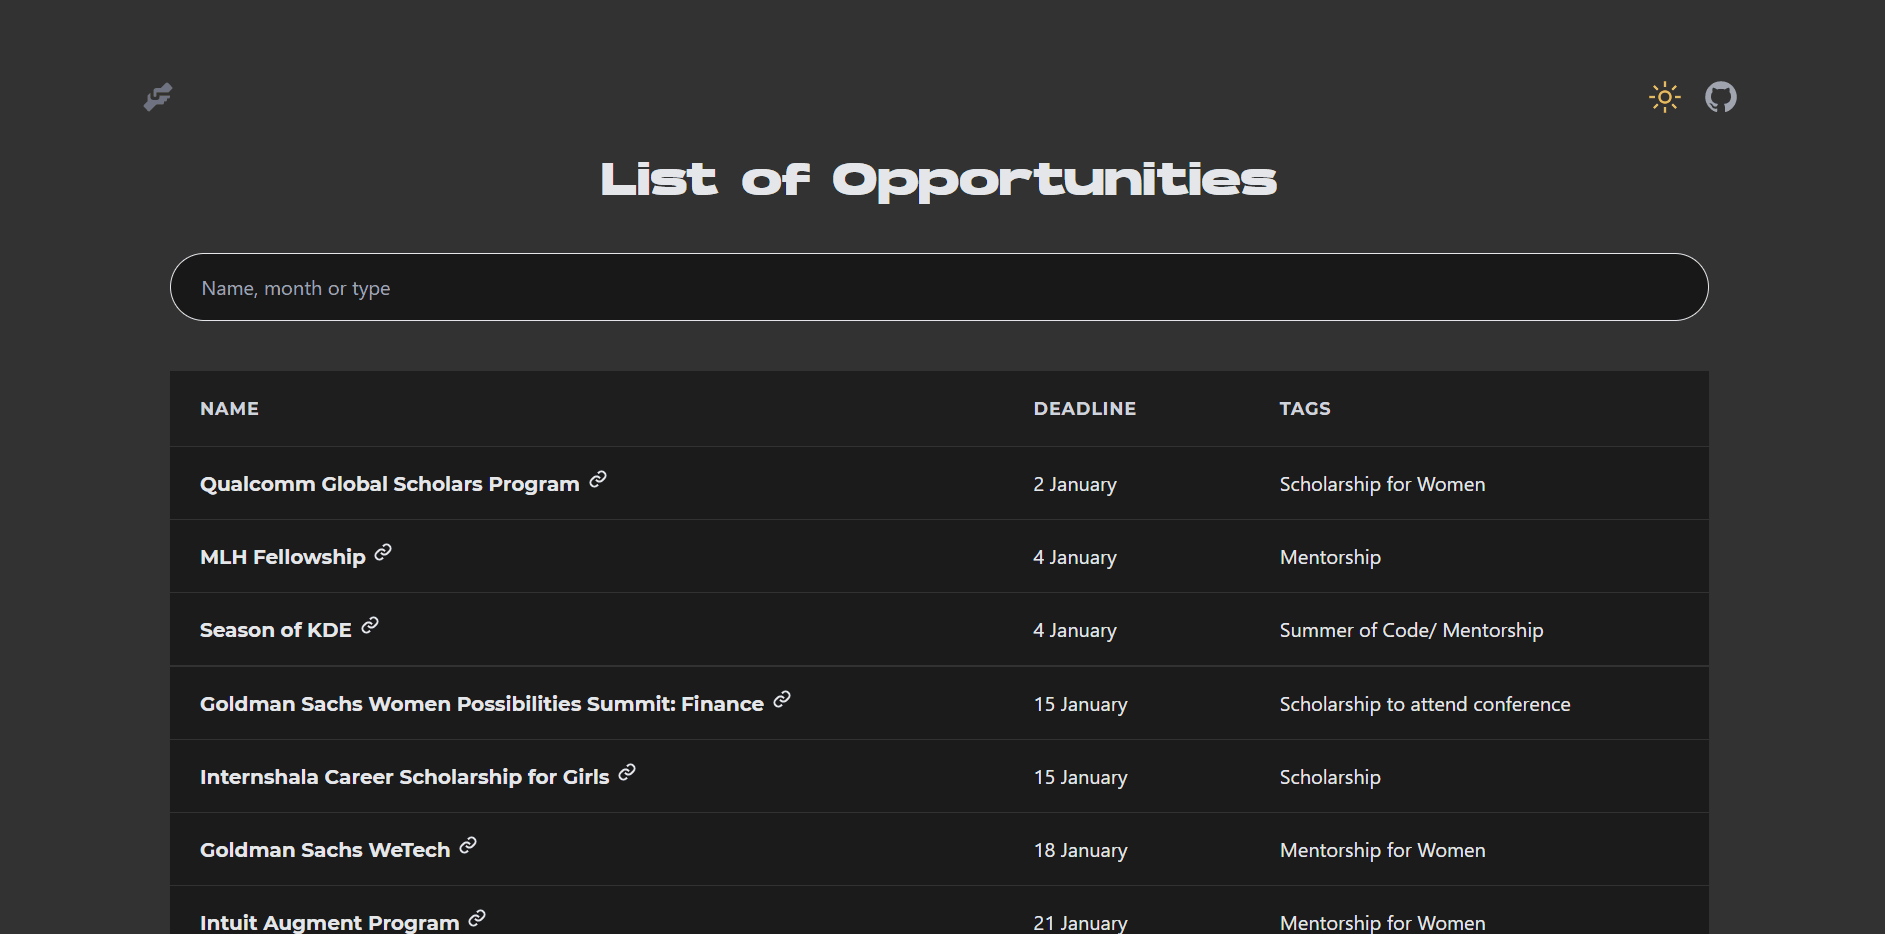 List of Opportunities
Name, month or type
NAME DEADLINE TAGS
Qualcomm Global Scholars Program 2 January Scholarship for Women
MLH Fellowship 4 January Mentorship
Season of KDE 4 January Summer of Code/ Mentorship
Goldman Sachs Women Possibilities Summit: Finance 15 January Scholarship to attend conference
Internshala Career Scholarship for Girls 15 January Scholarship
Goldman Sachs WeTech 18 January Mentorship for Women
Intuit Augment Program 21 January Mentorship for Women